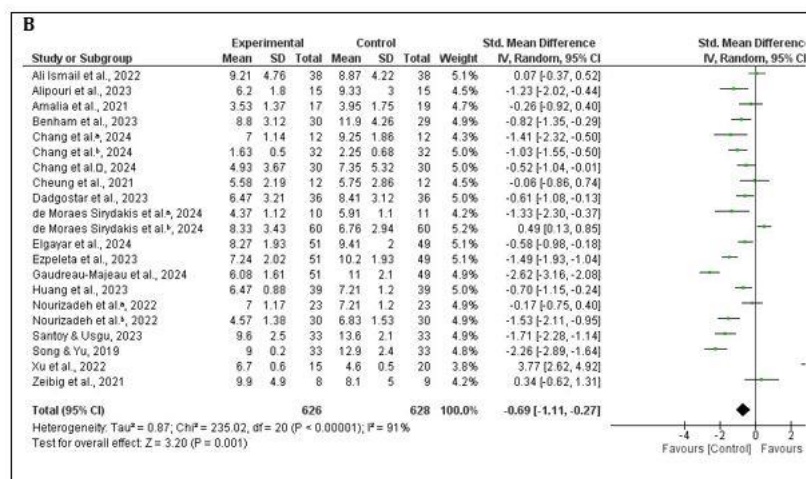 B
Experimental Control Std. Mean Difference Std. Mean Difference
Study or Subgroup Mean SD Total Mean SD Total Weight IV, Random, 95% CI IV, Random, 95% CI
Ali Ismail et al., 2022 9.21 4.76 38 8.87 4.22 38 5.1% 0.07 [-0.37, 0.52]
Alipouri et al., 2023 6.2 1.8 15 9.33 3 15 4.6% -1.23 [-2.02, -0.44]
Amalia et al., 2021 3.53 1.37 17 3.95 1.75 19 4.8% -0.26 [-0.92, 0.40]
Benham et al., 2023 8.8 3.12 30 11.9 4.26 29 5.0% -0.82 [-1.35, -0.29]
Chang et al.ª, 2024 7 1.14 12 9.25 1.86 12 4.4% -1.41 [-2.32, -0.50]
Chang et al.ᵇ, 2024 1.63 0.5 32 2.25 0.68 32 5.0% -1.03 [-1.55, -0.50]
Chang et al.Ω, 2024 4.93 3.67 30 7.35 5.32 30 5.0% -0.52 [-1.04, -0.01]
Cheung et al., 2021 5.58 2.19 12 5.75 2.86 12 4.6% -0.06 [-0.86, 0.74]
Dadgostar et al., 2023 6.47 3.21 36 8.41 3.12 36 5.1% -0.61 [-1.08, -0.13]
de Moraes Sirydakis et al.ª, 2024 4.37 1.12 10 5.91 1.1 11 4.3% -1.33 [-2.30, -0.37]
de Moraes Sirydakis et al.ᵇ, 2024 8.33 3.43 60 6.76 2.94 60 5.2% 0.49 [0.13, 0.85]
Elgayar et al., 2024 8.27 1.93 51 9.41 2 49 5.2% -0.58 [-0.98, -0.18]
Ezpeleta et al., 2023 7.24 2.02 51 10.2 1.93 49 5.1% -1.49 [-1.93, -1.04]
Gaudreau-Majeau et al., 2024 6.08 1.61 51 11 2.1 49 5.0% -2.62 [-3.16, -2.08]
Huang et al., 2023 6.47 0.88 39 7.21 1.2 39 5.1% -0.70 [-1.15, -0.24]
Nourizadeh et al.ª, 2022 7 1.17 23 7.21 1.2 23 4.9% -0.17 [-0.75, 0.40]
Nourizadeh et al.ᵇ, 2022 4.57 1.38 30 6.83 1.53 30 4.9% -1.53 [-2.11, -0.95]
Santoy & Usgu, 2023 9.6 2.5 33 13.6 2.1 33 4.9% -1.71 [-2.28, -1.14]
Song & Yu, 2019 9 0.2 33 12.9 2.4 33 4.9% -2.26 [-2.89, -1.64]
Xu et al., 2022 6.7 0.6 15 4.6 0.5 20 4.0% 3.77 [2.62, 4.92]
Zeibig et al., 2021 9.9 4.9 8 8.1 5 9 4.3% 0.34 [-0.62, 1.31]
Total (95% CI) 626 628 100.0% -0.69 [-1.11, -0.27]
Heterogeneity: Tau² = 0.87; Chi² = 235.02, df = 20 (P < 0.00001); I² = 91%
Test for overall effect: Z = 3.20 (P = 0.001)
-4 -2 0 2
Favours [Control] Favours